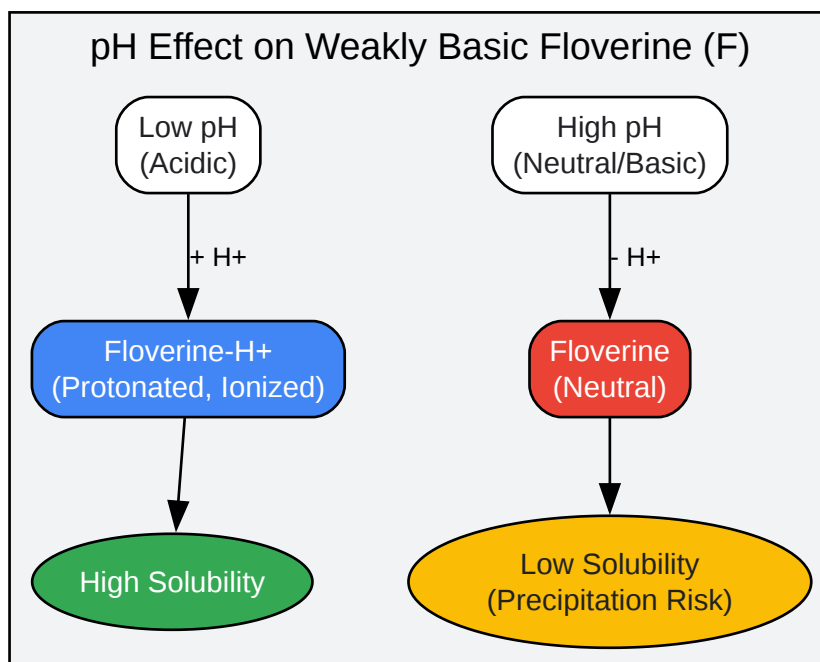 pH Effect on Weakly Basic Floverine (F)
Low pH
(Acidic)
High pH
(Neutral/Basic)
+ H+
- H+
Floverine-H+
(Protonated, Ionized)
Floverine
(Neutral)
High Solubility
Low Solubility
(Precipitation Risk)